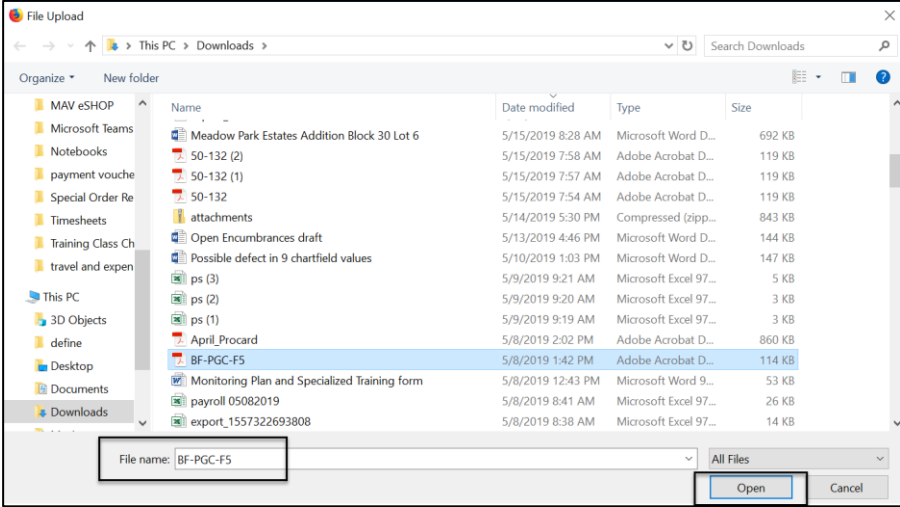 File Upload
This PC > Downloads >
Search Downloads
Organize
New folder
MAV eSHOP
Microsoft Teams
Notebooks
payment vouche
Special Order Re
Timesheets
Training Class Ch
travel and expen
This PC
3D Objects
define
Desktop
Documents
Downloads
Name Date modified Type Size
Meadow Park Estates Addition Block 30 Lot 6 5/15/2019 8:28 AM Microsoft Word D... 692 KB
50-132 (2) 5/15/2019 7:58 AM Adobe Acrobat D... 119 KB
50-132 (1) 5/15/2019 7:57 AM Adobe Acrobat D... 119 KB
50-132 5/15/2019 7:54 AM Adobe Acrobat D... 119 KB
attachments 5/14/2019 5:30 PM Compressed (zipp... 843 KB
Open Encumbrances draft 5/13/2019 4:46 PM Microsoft Word D... 144 KB
Possible defect in 9 chartfield values 5/10/2019 1:03 PM Microsoft Word D... 147 KB
ps (3) 5/9/2019 9:21 AM Microsoft Excel 97... 5 KB
ps (2) 5/9/2019 9:20 AM Microsoft Excel 97... 3 KB
ps (1) 5/9/2019 9:19 AM Microsoft Excel 97... 3 KB
April_Procard 5/8/2019 2:02 PM Adobe Acrobat D... 860 KB
BF-PGC-F5 5/8/2019 1:42 PM Adobe Acrobat D... 114 KB
Monitoring Plan and Specialized Training form 5/8/2019 12:43 PM Microsoft Word 9... 53 KB
payroll 05082019 5/8/2019 8:41 AM Microsoft Excel 97... 26 KB
export_1557322693808 5/8/2019 8:38 AM Microsoft Excel 97... 14 KB
File name: BF-PGC-F5
All Files
Open
Cancel